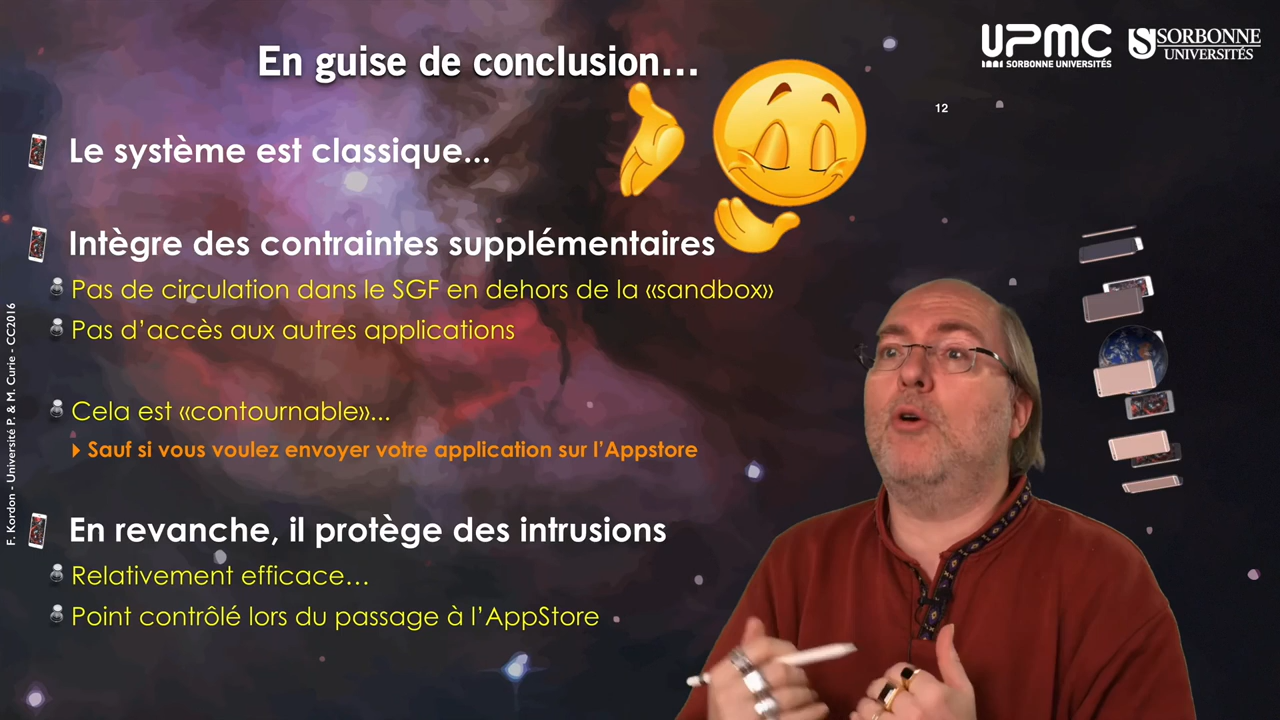 En guise de conclusion...
UPMC
SORBONNE UNIVERSITÉS
S SORBONNE
UNIVERSITÉS
12
Le système est classique...
Intègre des contraintes supplémentaires
Pas de circulation dans le SGF en dehors de la «sandbox»
Pas d’accès aux autres applications
Cela est «contournable»...
Sauf si vous voulez envoyer votre application sur l’Appstore
En revanche, il protège des intrusions
Relativement efficace...
Point contrôlé lors du passage à l’AppStore
F. Kordon - Université P. & M. Curie - CC2016